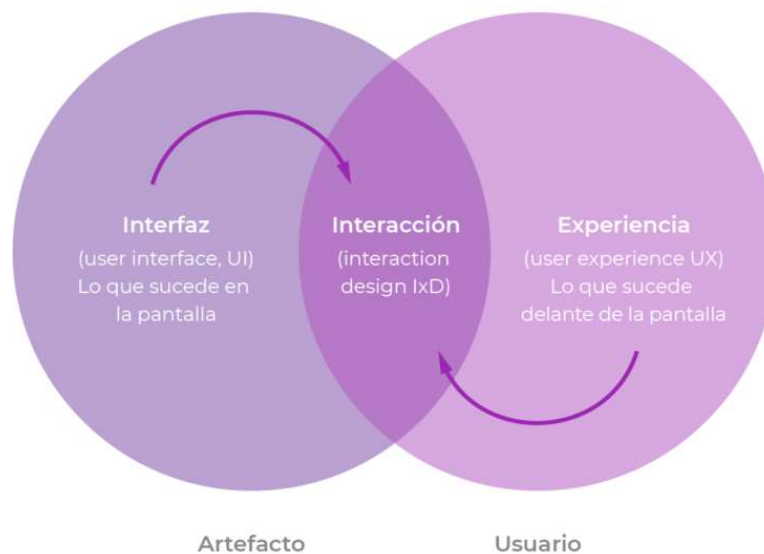 Interfaz
(user interface, UI)
Lo que sucede en
la pantalla
Interacción
(interaction
design IxD)
Experiencia
(user experience UX)
Lo que sucede
delante de la pantalla
Artefacto
Usuario